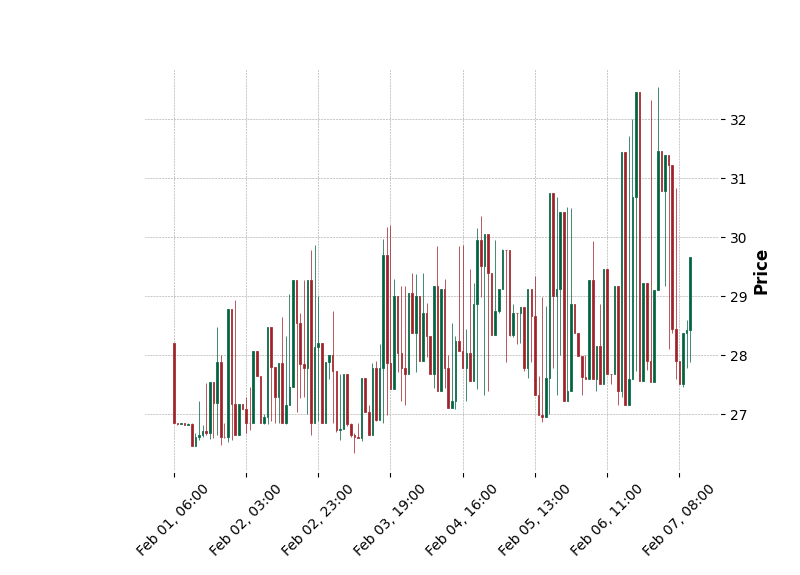 32
31
30
29
28
27
Price
Feb 01, 06:00
Feb 02, 03:00
Feb 02, 23:00
Feb 03, 19:00
Feb 04, 16:00
Feb 05, 13:00
Feb 06, 11:00
Feb 07, 08:00